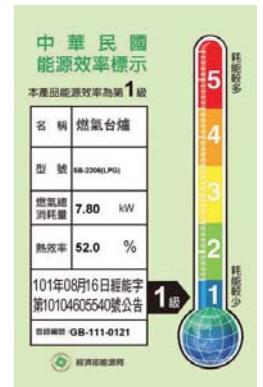 中華民國
能源效率標示
本產品能源效率為第1級
名 稱 燃氣台爐
型 號 SB-2206(LPG)
燃氣總消耗量 7.80 kW
熱效率 52.0 %
101年08月16日經能字
第10104605540號公告
登錄編號:GB-111-0121
經濟部能源局
耗能較多
5
4
3
2
1
耗能較少
1級